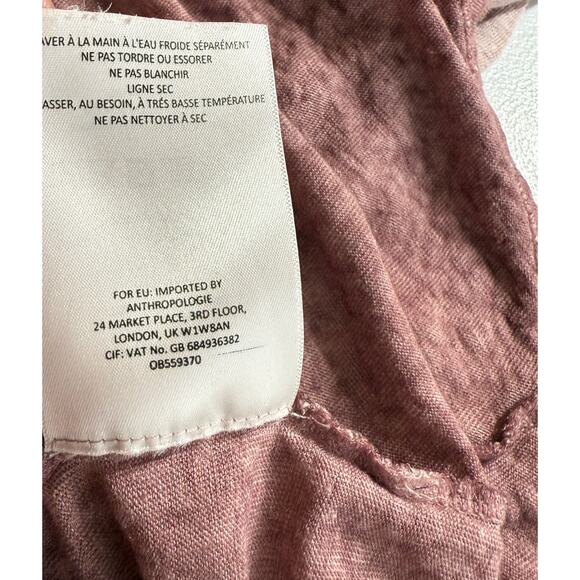 AVER À LA MAIN À L'EAU FROIDE SÉPARÉMENT
NE PAS TORDRE OU ESSORER
NE PAS BLANCHIR
LIGNE SEC
ASSER, AU BESOIN, À TRÉS BASSE TEMPÉRATURE
NE PAS NETTOYER À SEC
FOR EU: IMPORTED BY
ANTHROPOLOGIE
24 MARKET PLACE, 3RD FLOOR,
LONDON, UK W1W8AN
CIF: VAT No. GB 684936382
OB559370